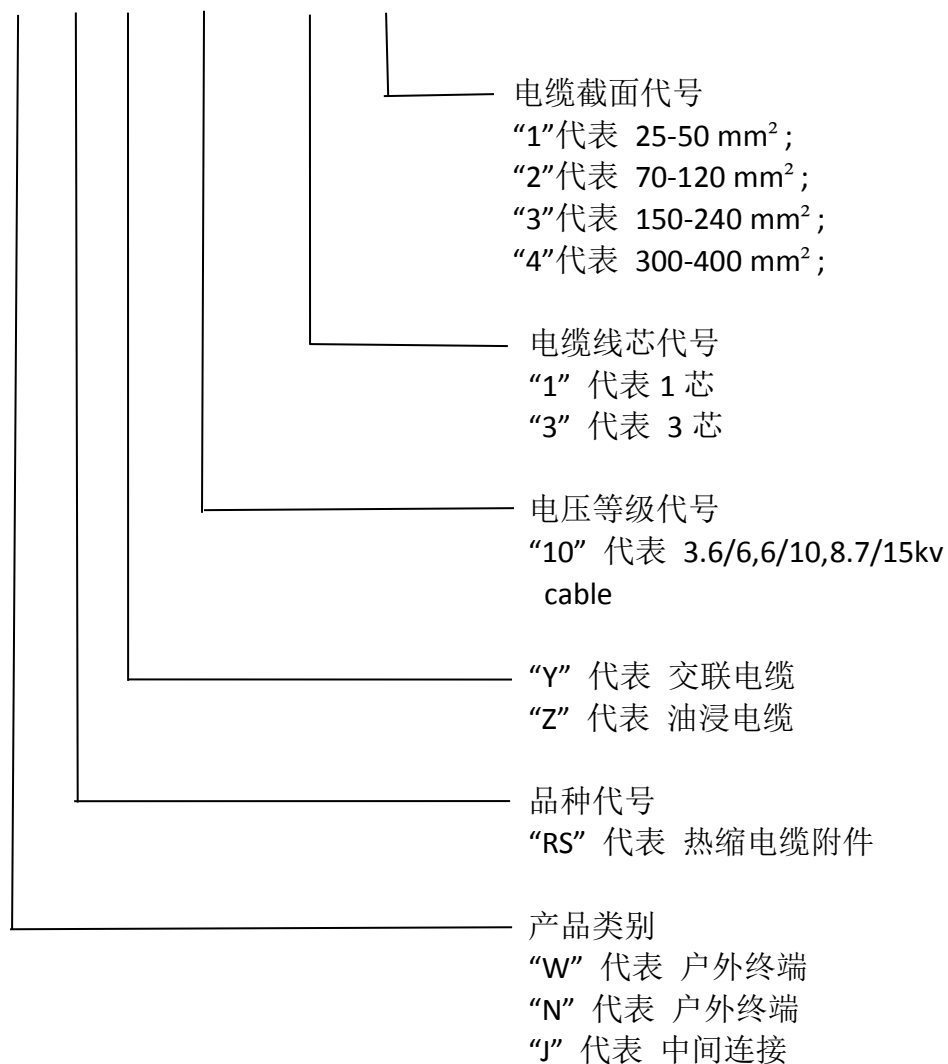 电缆截面代号
“1”代表 25-50 mm²;
“2”代表 70-120 mm²;
“3”代表 150-240 mm²;
“4”代表 300-400 mm²;
电缆线芯代号
“1” 代表 1 芯
“3” 代表 3 芯
电压等级代号
“10” 代表 3.6/6,6/10,8.7/15kv
cable
“Y” 代表 交联电缆
“Z” 代表 油浸电缆
品种代号
“RS” 代表 热缩电缆附件
产品类别
“W” 代表 户外终端
“N” 代表 户外终端
“J” 代表 中间连接